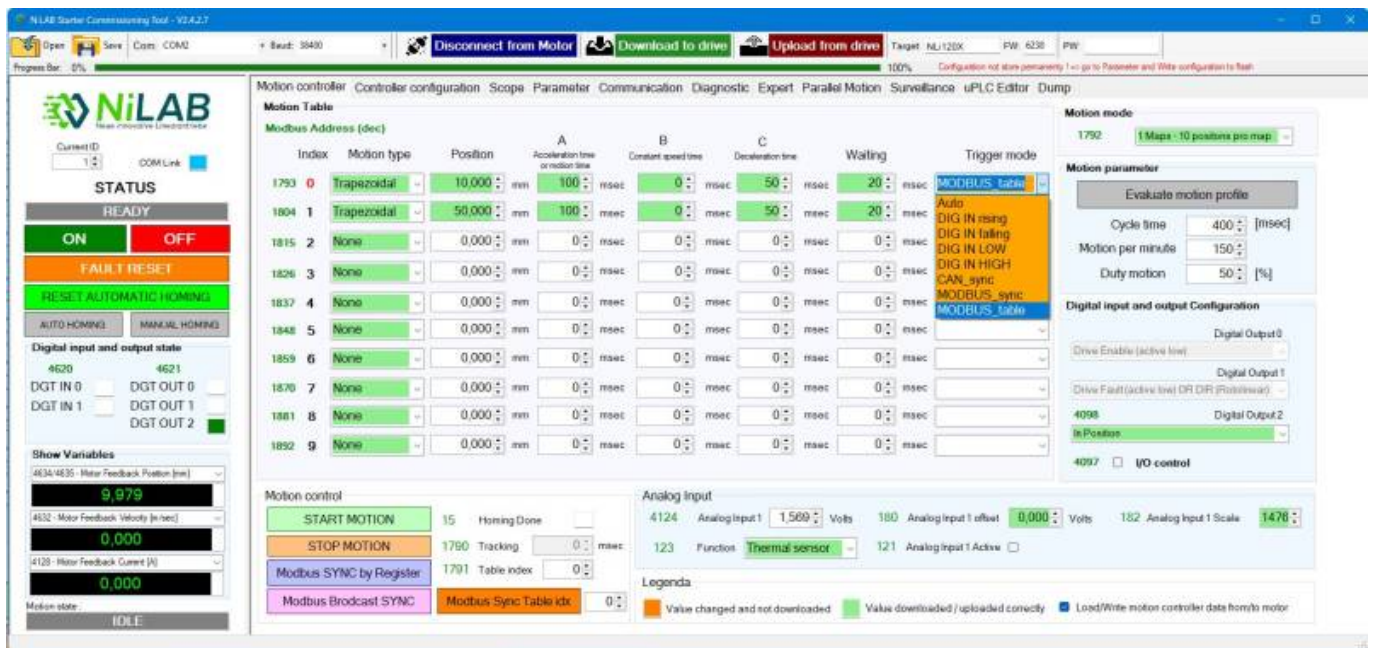 NiLAB Starter Commissioning Tool - V2.4.2.7
Open Save Com: COM2 Baud: 38400 Disconnect from Motor Download to drive Upload from drive Target NLi120X FW: 6230 PW:
Progress Bar: 0% 100% Configuration not store permanently !
Motion controller Controller configuration Scope Parameter Communication Diagnostic Expert Parallel Motion Surveillance uPLC Editor Dump
NiLAB
Current ID
1 COM Link
STATUS
READY
ON OFF
FAULT RESET
RESET AUTOMATIC HOMING
AUTO HOMING MANUAL HOMING
Digital input and output state
4620 4621
DGT IN 0 DGT OUT 0
DGT IN 1 DGT OUT 1
DGT OUT 2
Show Variables
4634/4635 - Motor Feedback Position [mm]
9,979
4632 - Motor Feedback Velocity [m/sec]
0,000
4128 - Motor Feedback Current [A]
0,000
Motion state:
IDLE
Motion Table
Modbus Address (dec)
A B C
Index Motion type Position Acceleration time or motion time Constant speed time Deceleration time Waiting Trigger mode
1793 0 Trapezoidal 10,000 mm 100 msec 0 msec 50 msec 20 msec MODBUS_table
1804 1 Trapezoidal 50,000 mm 100 msec 0 msec 50 msec 20 msec
1815 2 None 0,000 mm 0 msec 0 msec 0 msec 0 msec
1826 3 None 0,000 mm 0 msec 0 msec 0 msec 0 msec
1837 4 None 0,000 mm 0 msec 0 msec 0 msec 0 msec
1848 5 None 0,000 mm 0 msec 0 msec 0 msec 0 msec
1859 6 None 0,000 mm 0 msec 0 msec 0 msec 0 msec
1870 7 None 0,000 mm 0 msec 0 msec 0 msec 0 msec
1881 8 None 0,000 mm 0 msec 0 msec 0 msec 0 msec
1892 9 None 0,000 mm 0 msec 0 msec 0 msec 0 msec
Auto
DIG IN rising
DIG IN falling
DIG IN LOW
DIG IN HIGH
CAN_sync
MODBUS_sync
MODBUS_table
Motion mode
1792 1 Maps - 10 positions pro map
Motion parameter
Evaluate motion profile
Cycle time 400 [msec]
Motion per minute 150
Duty motion 50 [%]
Digital input and output Configuration
Digital Output 0
Drive Enable (active low)
Digital Output 1
Drive Fault (active low) OR DIR (Rotolinear)
4098 Digital Output 2
In Position
4097 I/O control
Motion control
START MOTION 15 Homing Done
STOP MOTION 1790 Tracking 0 msec
Modbus SYNC by Register 1791 Table index 0
Modbus Brodcast SYNC Modbus Sync Table idx 0
Analog Input
4124 Analog Input 1 1,569 Volts 180 Analog Input 1 offset 0,000 Volts 182 Analog Input 1 Scale 1476
123 Function Thermal sensor 121 Analog Input 1 Active
Legenda
Value changed and not downloaded Value downloaded / uploaded correctly Load/Write motion controller data from/to motor